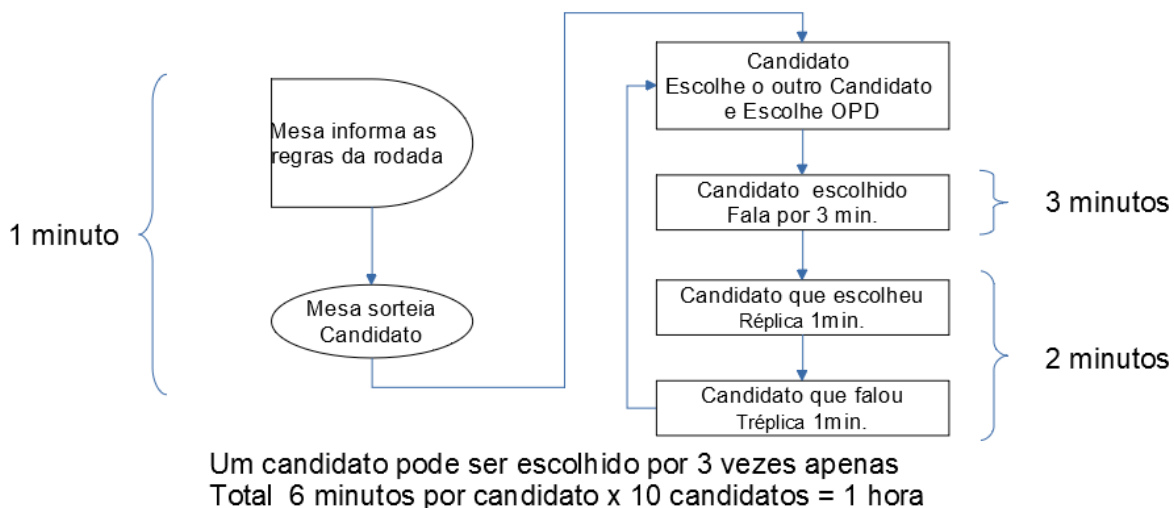 1 minuto
Mesa informa as
regras da rodada
Mesa sorteia
Candidato
Candidato
Escolhe o outro Candidato
e Escolhe OPD
Candidato escolhido
Fala por 3 min.
3 minutos
Candidato que escolheu
Réplica 1min.
Candidato que falou
Tréplica 1min.
2 minutos
Um candidato pode ser escolhido por 3 vezes apenas
Total 6 minutos por candidato x 10 candidatos = 1 hora